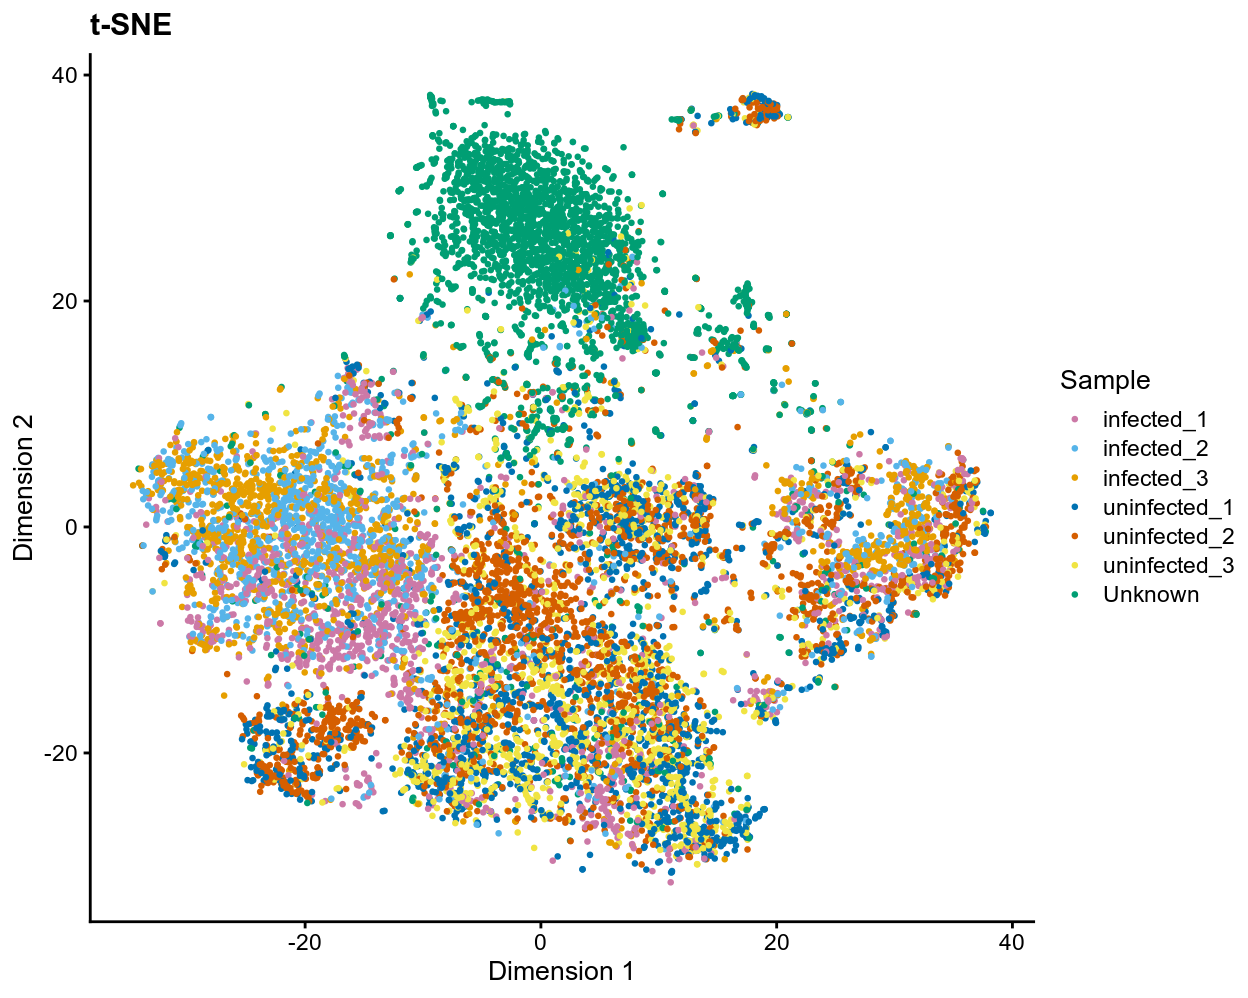 t-SNE
40
20
0
-20
Dimension 2
-20
0
20
40
Dimension 1
Sample
infected_1
infected_2
infected_3
uninfected_1
uninfected_2
uninfected_3
Unknown